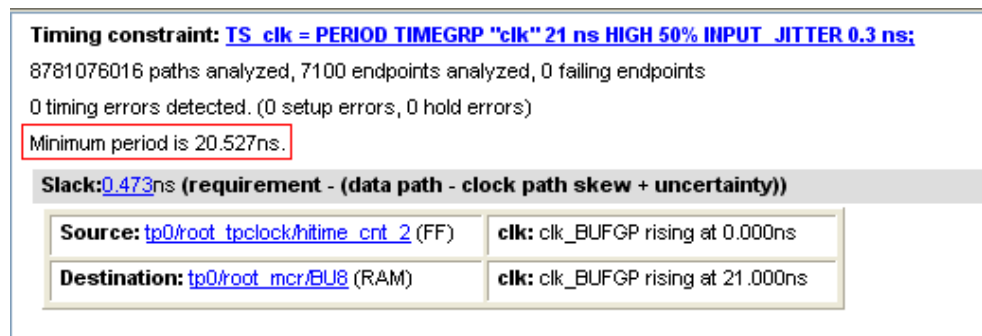 Timing constraint: TS_clk = PERIOD TIMEGRP "clk" 21 ns HIGH 50% INPUT_JITTER 0.3 ns;
8781076016 paths analyzed, 7100 endpoints analyzed, 0 failing endpoints
0 timing errors detected. (0 setup errors, 0 hold errors)
Minimum period is 20.527ns.
Slack:0.473ns (requirement - (data path - clock path skew + uncertainty))
Source: tp0/root_tpclock/hitime_cnt_2 (FF) clk: clk_BUFGP rising at 0.000ns
Destination: tp0/root_mcr/BU8 (RAM) clk: clk_BUFGP rising at 21.000ns